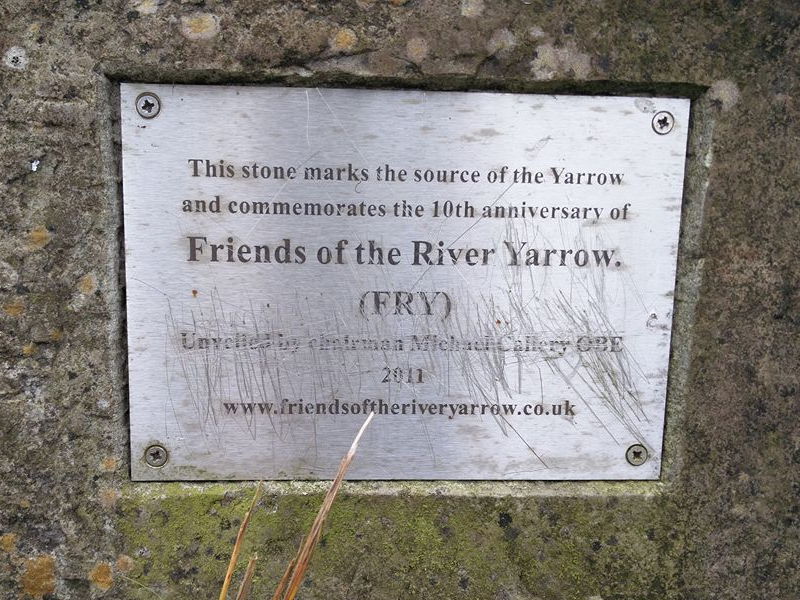 This stone marks the source of the Yarrow
and commemorates the 10th anniversary of
Friends of the River Yarrow.
(FRY)
Unveiled by chairman Michael Callery OBE
2011
www.friendsoftheriveryarrow.co.uk